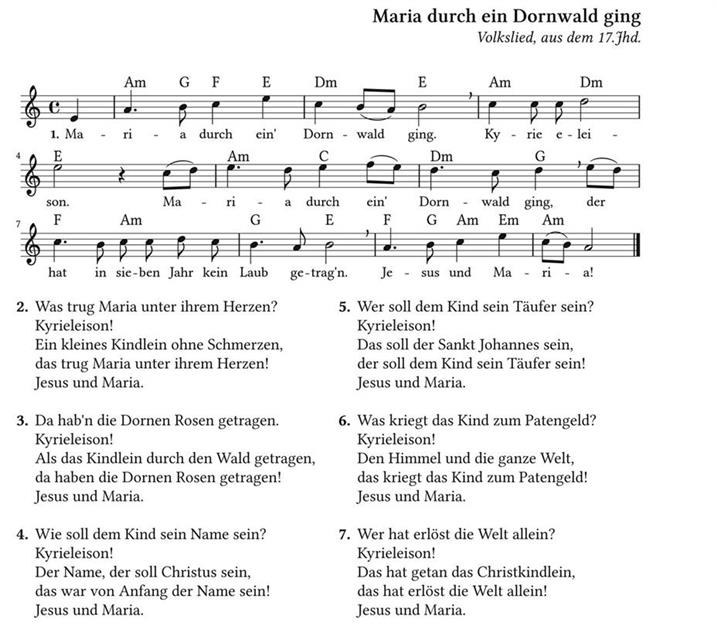 Maria durch ein Dornwald ging
Volkslied, aus dem 17.Jhd.
Am G F E Dm E Am Dm
1. Ma - ri - a durch ein' Dorn - wald ging. Ky - rie e - lei -
4
E Am C Dm G
son. Ma - ri - a durch ein' Dorn - wald ging, der
7
F Am G E F G Am Em Am
hat in sie - ben Jahr kein Laub ge - trag'n. Je - sus und Ma - ri - a!
2. Was trug Maria unter ihrem Herzen?
Kyrieleison!
Ein kleines Kindlein ohne Schmerzen,
das trug Maria unter ihrem Herzen!
Jesus und Maria.
3. Da hab'n die Dornen Rosen getragen.
Kyrieleison!
Als das Kindlein durch den Wald getragen,
da haben die Dornen Rosen getragen!
Jesus und Maria.
4. Wie soll dem Kind sein Name sein?
Kyrieleison!
Der Name, der soll Christus sein,
das war von Anfang der Name sein!
Jesus und Maria.
5. Wer soll dem Kind sein Täufer sein?
Kyrieleison!
Das soll der Sankt Johannes sein,
der soll dem Kind sein Täufer sein!
Jesus und Maria.
6. Was kriegt das Kind zum Patengeld?
Kyrieleison!
Den Himmel und die ganze Welt,
das kriegt das Kind zum Patengeld!
Jesus und Maria.
7. Wer hat erlöst die Welt allein?
Kyrieleison!
Das hat getan das Christkindlein,
das hat erlöst die Welt allein!
Jesus und Maria.